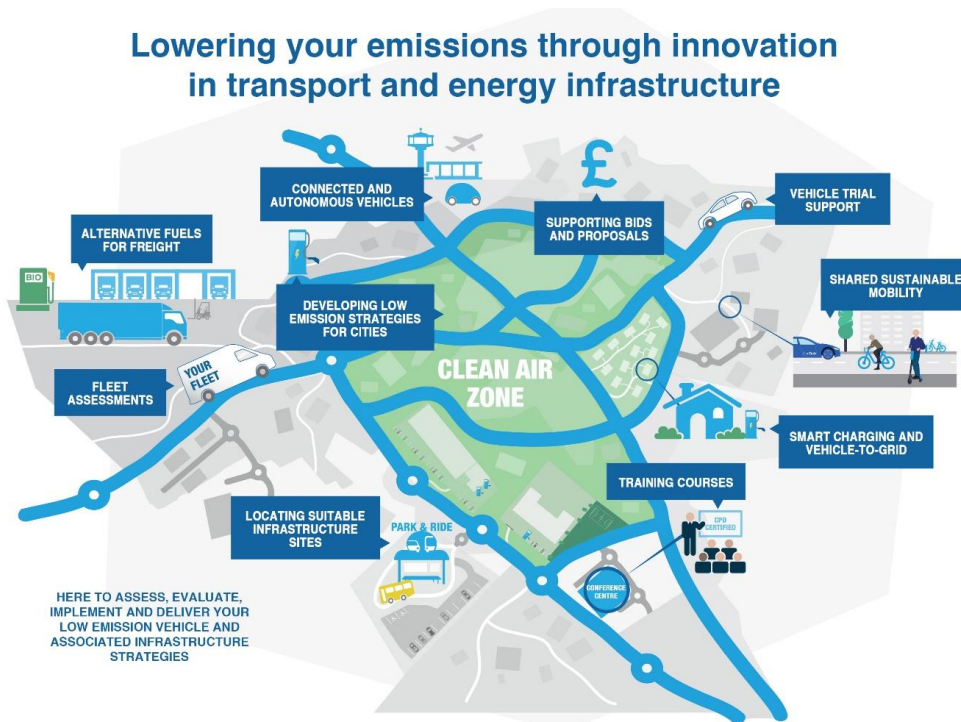 Lowering your emissions through innovation
in transport and energy infrastructure
CONNECTED AND
AUTONOMOUS VEHICLES
£
SUPPORTING BIDS
AND PROPOSALS
VEHICLE TRIAL
SUPPORT
ALTERNATIVE FUELS
FOR FREIGHT
BIO
DEVELOPING LOW
EMISSION STRATEGIES
FOR CITIES
SHARED SUSTAINABLE
MOBILITY
YOUR
FLEET
FLEET
ASSESSMENTS
CLEAN AIR
ZONE
SMART CHARGING AND
VEHICLE-TO-GRID
TRAINING COURSES
CPD
CERTIFIED
LOCATING SUITABLE
INFRASTRUCTURE
SITES
PARK & RIDE
CONFERENCE
CENTRE
HERE TO ASSESS, EVALUATE,
IMPLEMENT AND DELIVER YOUR
LOW EMISSION VEHICLE AND
ASSOCIATED INFRASTRUCTURE
STRATEGIES